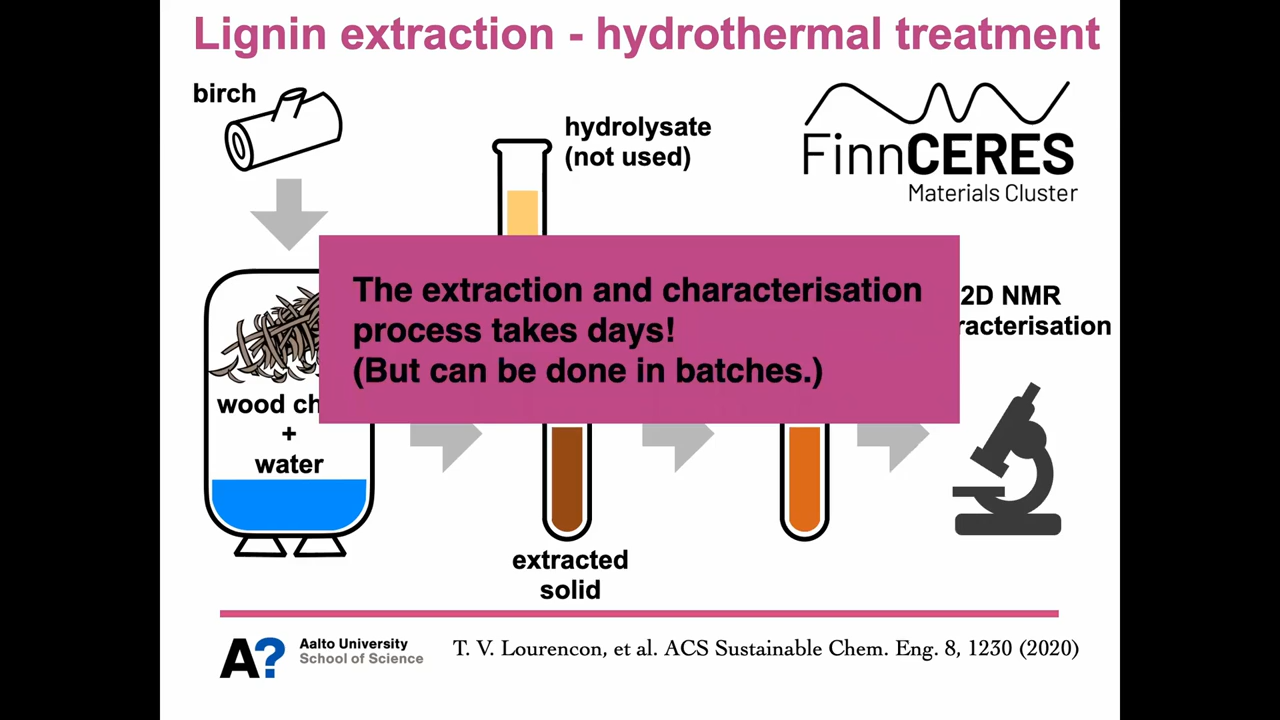 Lignin extraction - hydrothermal treatment
birch
hydrolysate
(not used)
FinnCERES
Materials Cluster
The extraction and characterisation
process takes days!
(But can be done in batches.)
2D NMR
racterisation
wood ch
+
water
extracted
solid
A?
Aalto University
School of Science
T. V. Lourencon, et al. ACS Sustainable Chem. Eng. 8, 1230 (2020)